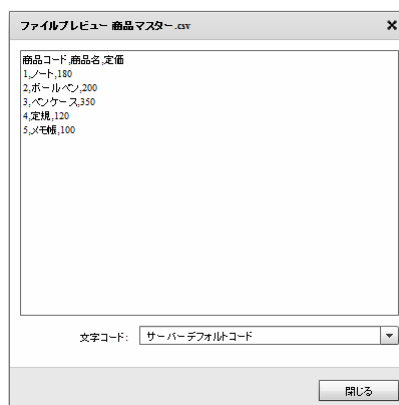 ファイルプレビュー 商品マスター.csv
商品コード,商品名,定価
1,ノート,180
2,ボールペン,200
3,ペンケース,350
4,定規,120
5,メモ帳,100
文字コード: サーバーデフォルトコード
閉じる